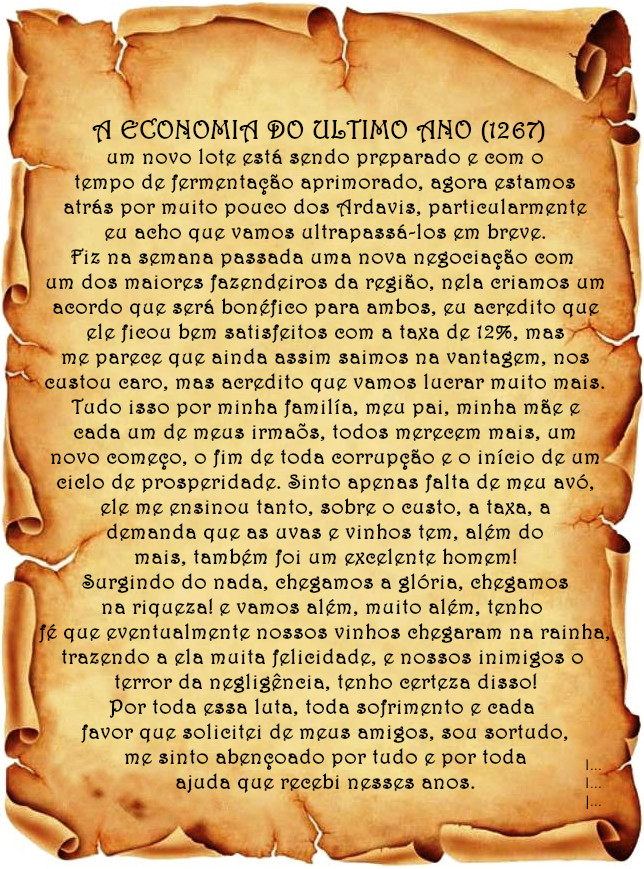 A ECONOMIA DO ULTIMO ANO (1267)
um novo lote está sendo preparado e com o
tempo de fermentação aprimorado, agora estamos
atrás por muito pouco dos Ardavis, particularmente
eu acho que vamos ultrapassá-los em breve.
Fiz na semana passada uma nova negociação com
um dos maiores fazendeiros da região, nela criamos um
acordo que será bonéfico para ambos, eu acredito que
ele ficou bem satisfeitos com a taxa de 12%, mas
me parece que ainda assim saimos na vantagem, nos
custou caro, mas acredito que vamos lucrar muito mais.
Tudo isso por minha familía, meu pai, minha mãe e
cada um de meus irmaõs, todos merecem mais, um
novo começo, o fim de toda corrupção e o início de um
ciclo de prosperidade. Sinto apenas falta de meu avó,
ele me ensinou tanto, sobre o custo, a taxa, a
demanda que as uvas e vinhos tem, além do
mais, também foi um excelente homem!
Surgindo do nada, chegamos a glória, chegamos
na riqueza! e vamos além, muito além, tenho
fé que eventualmente nossos vinhos chegaram na rainha,
trazendo a ela muita felicidade, e nossos inimigos o
terror da negligência, tenho certeza disso!
Por toda essa luta, toda sofrimento e cada
favor que solicitei de meus amigos, sou sortudo,
me sinto abençoado por tudo e por toda
ajuda que recebi nesses anos.
I...
I...
|...